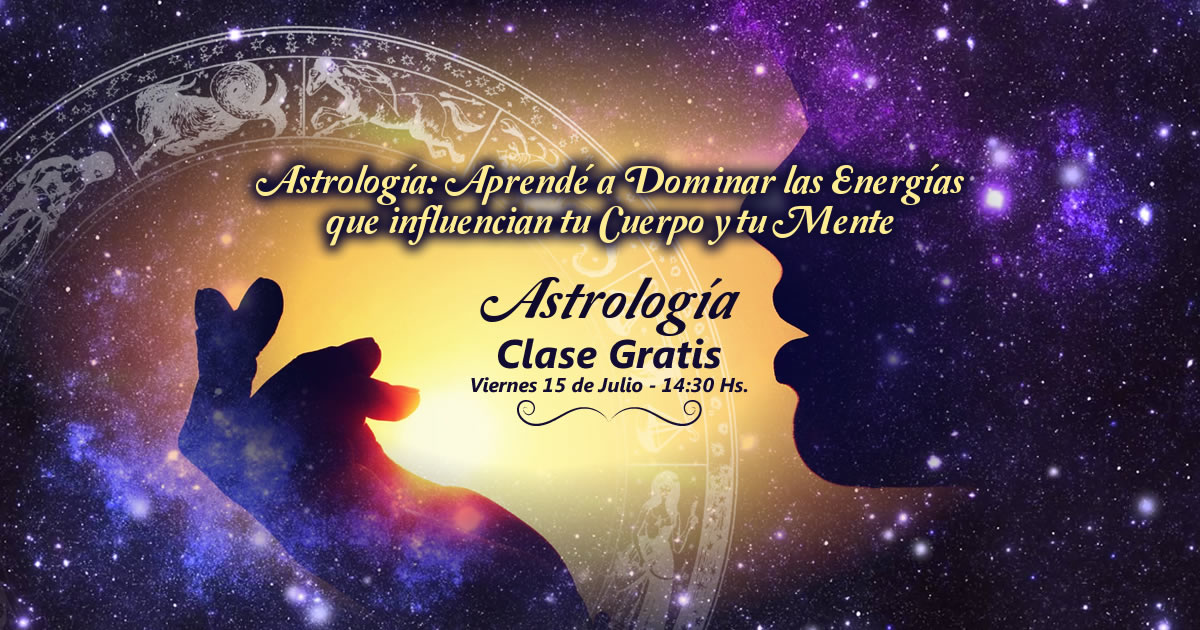 Astrología: Aprendé a Dominar las Energías
que influencian tu Cuerpo y tu Mente
Astrología
Clase Gratis
Viernes 15 de Julio - 14:30 Hs.